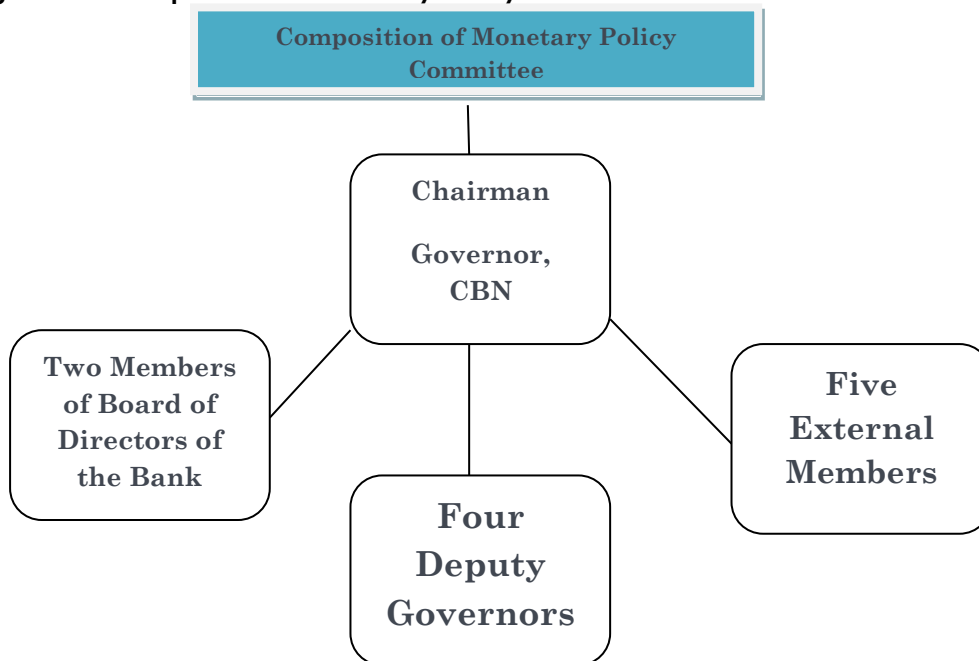 Composition of Monetary Policy
Committee
Chairman
Governor,
CBN
Two Members
of Board of
Directors of
the Bank
Five
External
Members
Four
Deputy
Governors